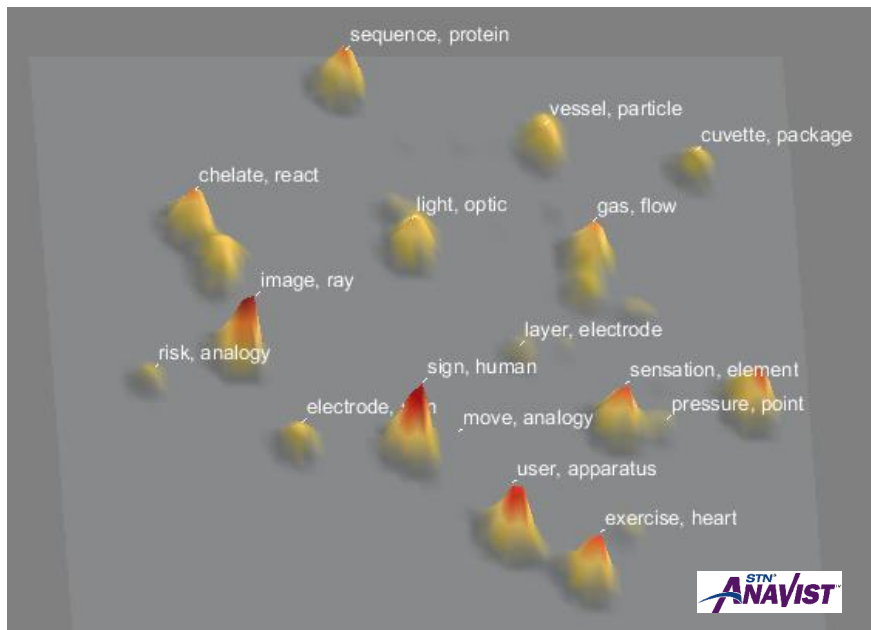 sequence, protein
vessel, particle
cuvette, package
chelate, react
light, optic
gas, flow
image, ray
layer, electrode
risk, analogy
sign, human
sensation, element
electrode,
pressure, point
move, analogy
user, apparatus
exercise, heart
STN
ANAVIST